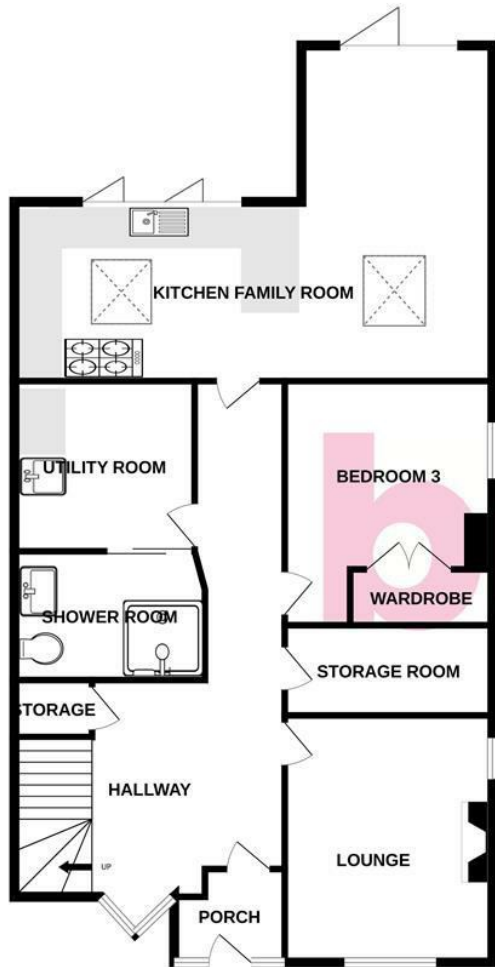 KITCHEN FAMILY ROOM
UTILITY ROOM
BEDROOM 3
WARDROBE
SHOWER ROOM
STORAGE ROOM
STORAGE
HALLWAY
UP
LOUNGE
PORCH
b